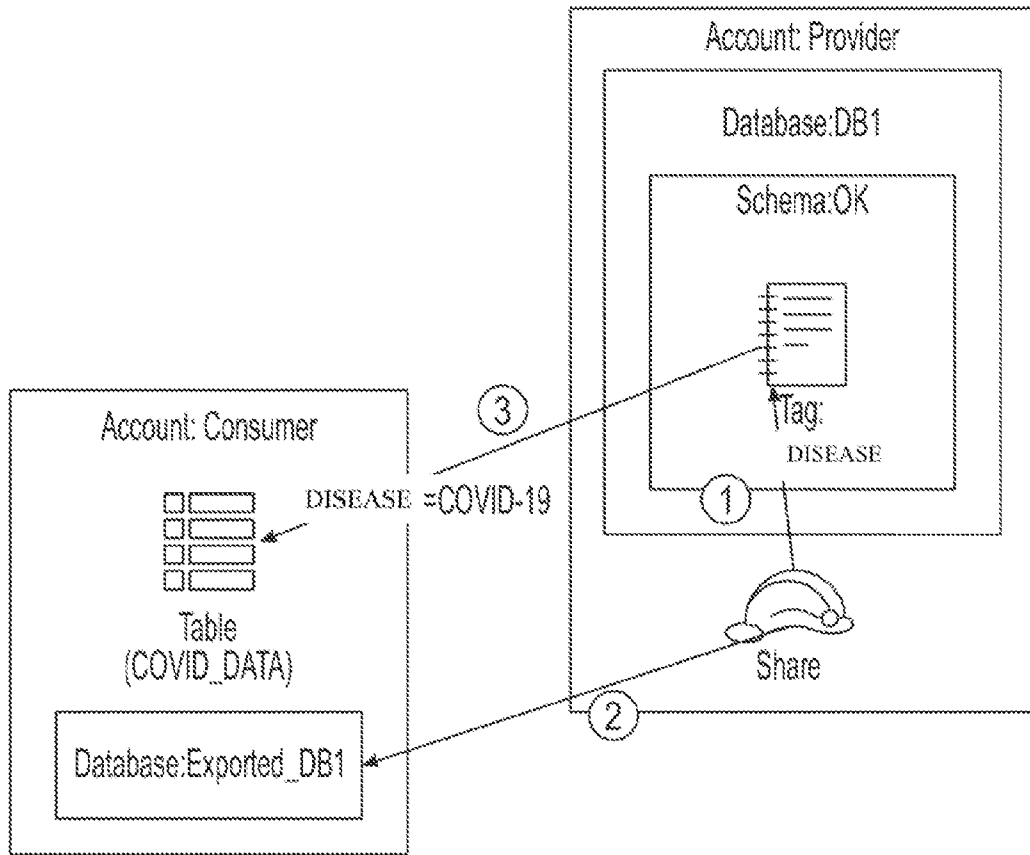 Account: Provider
Database:DB1
Schema:OK
Tag:
DISEASE
1
Share
2
3
DISEASE =COVID-19
Account: Consumer
Table
(COVID_DATA)
Database:Exported_DB1